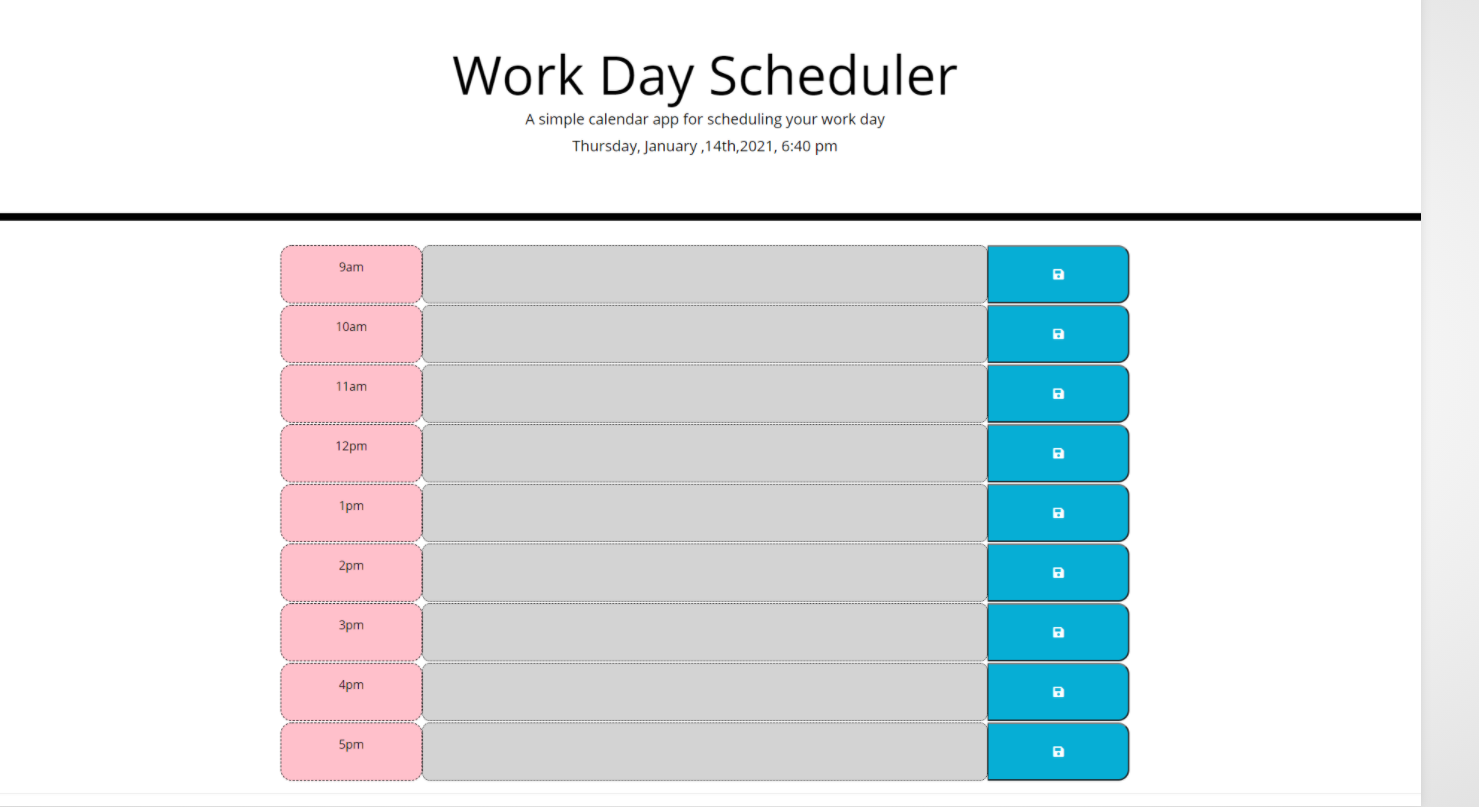 Work Day Scheduler
A simple calendar app for scheduling your work day
Thursday, January ,14th,2021, 6:40 pm
9am
10am
11am
12pm
1pm
2pm
3pm
4pm
5pm